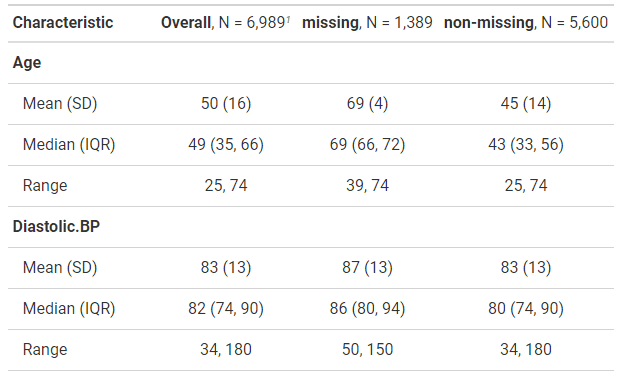 Characteristic Overall, N = 6,989¹ missing, N = 1,389 non-missing, N = 5,600
Age
Mean (SD) 50 (16) 69 (4) 45 (14)
Median (IQR) 49 (35, 66) 69 (66, 72) 43 (33, 56)
Range 25, 74 39, 74 25, 74
Diastolic.BP
Mean (SD) 83 (13) 87 (13) 83 (13)
Median (IQR) 82 (74, 90) 86 (80, 94) 80 (74, 90)
Range 34, 180 50, 150 34, 180